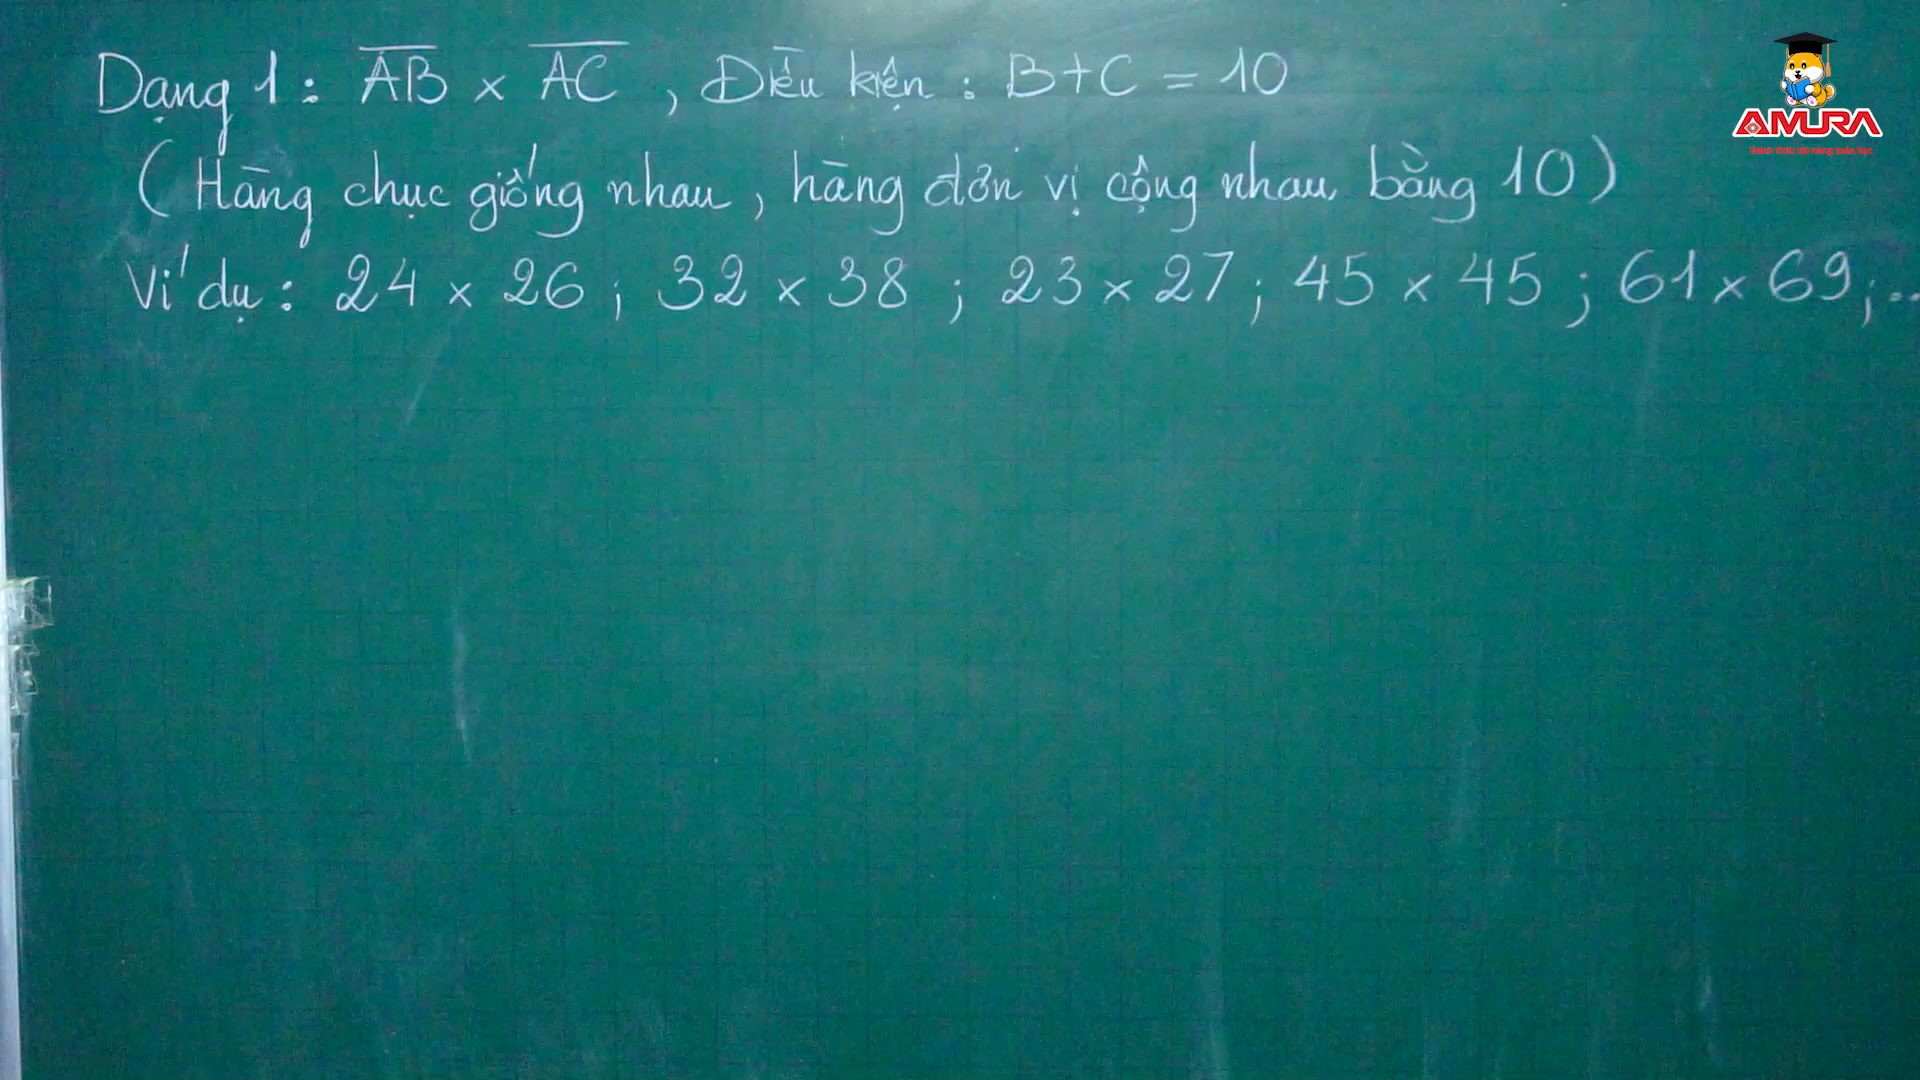 Dạng 1 : AB × AC , Điều kiện : B+C = 10
(Hàng chục giống nhau, hàng đơn vị cộng nhau bằng 10)
Ví dụ : 24 × 26 ; 32 × 38 ; 23 × 27 ; 45 × 45 ; 61 × 69 ; ...
AMURA